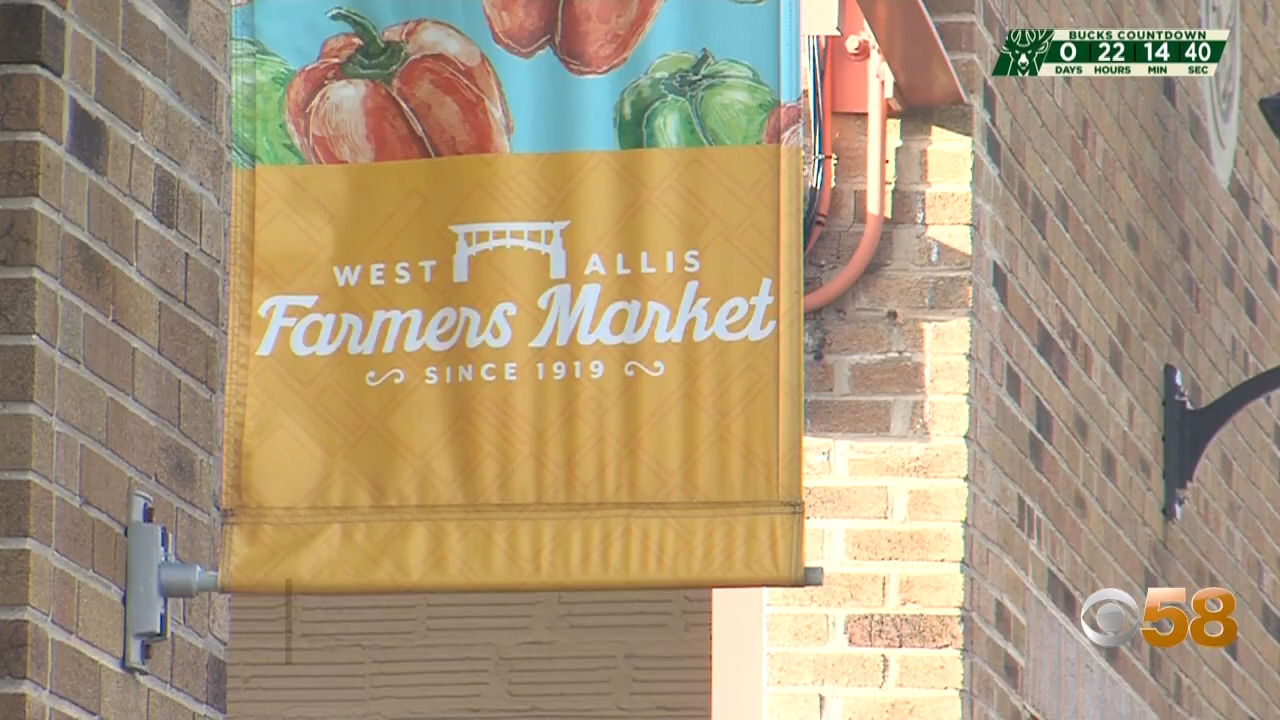 BUCKS COUNTDOWN
0 22 14 40
DAYS HOURS MIN SEC
WEST ALLIS
Farmers Market
SINCE 1919
58